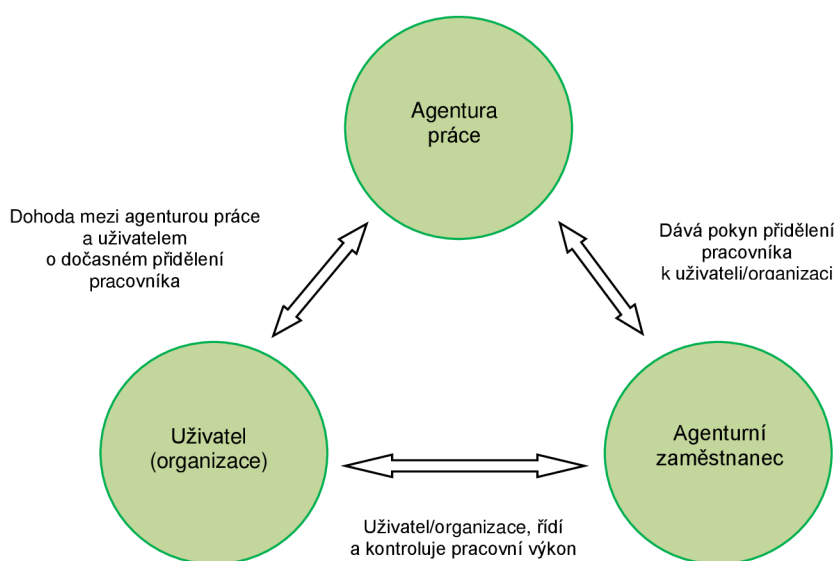 Agentura
práce
Dohoda mezi agenturou práce
a uživatelem
o dočasném přidělení
pracovníka
Dává pokyn přidělení
pracovníka
k uživateli/organizaci
Uživatel
(organizace)
Agenturní
zaměstnanec
Uživatel/organizace, řídí
a kontroluje pracovní výkon